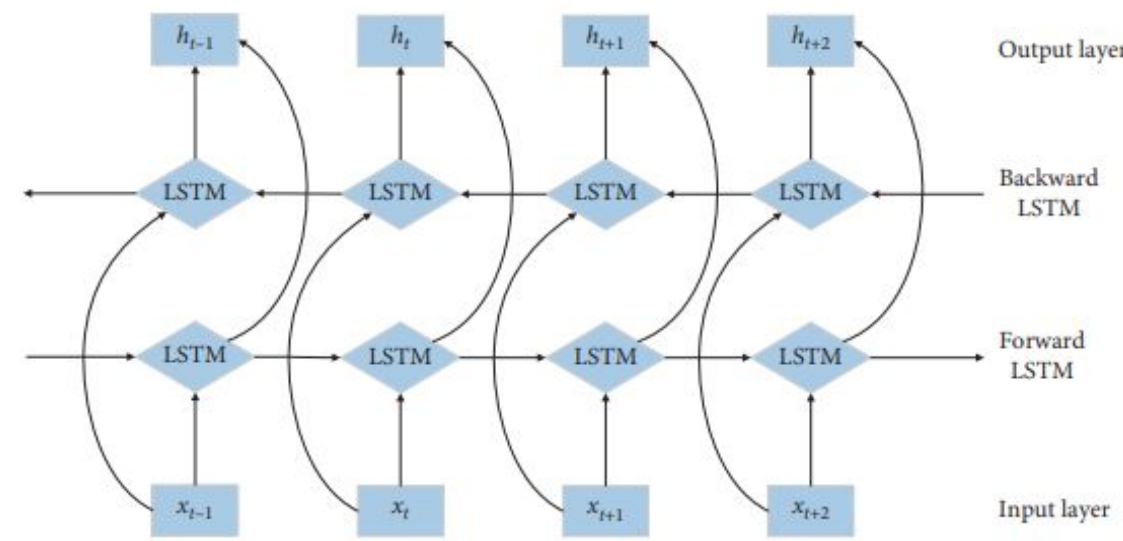 h_{t−1} h_t h_{t+1} h_{t+2} Output layer
LSTM LSTM LSTM LSTM Backward
LSTM
LSTM LSTM LSTM LSTM Forward
LSTM
x_{t−1} x_t x_{t+1} x_{t+2} Input layer